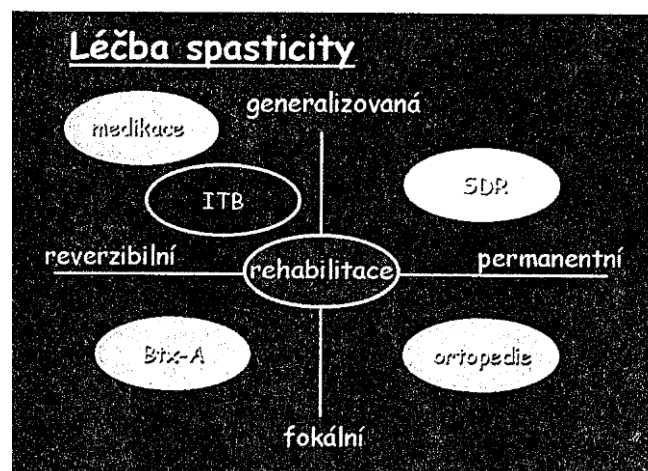 Léčba spasticity
generalizovaná
medikace
ITB
SDR
reverzibilní
rehabilitace
permanentní
Btx-A
ortopedie
fokální